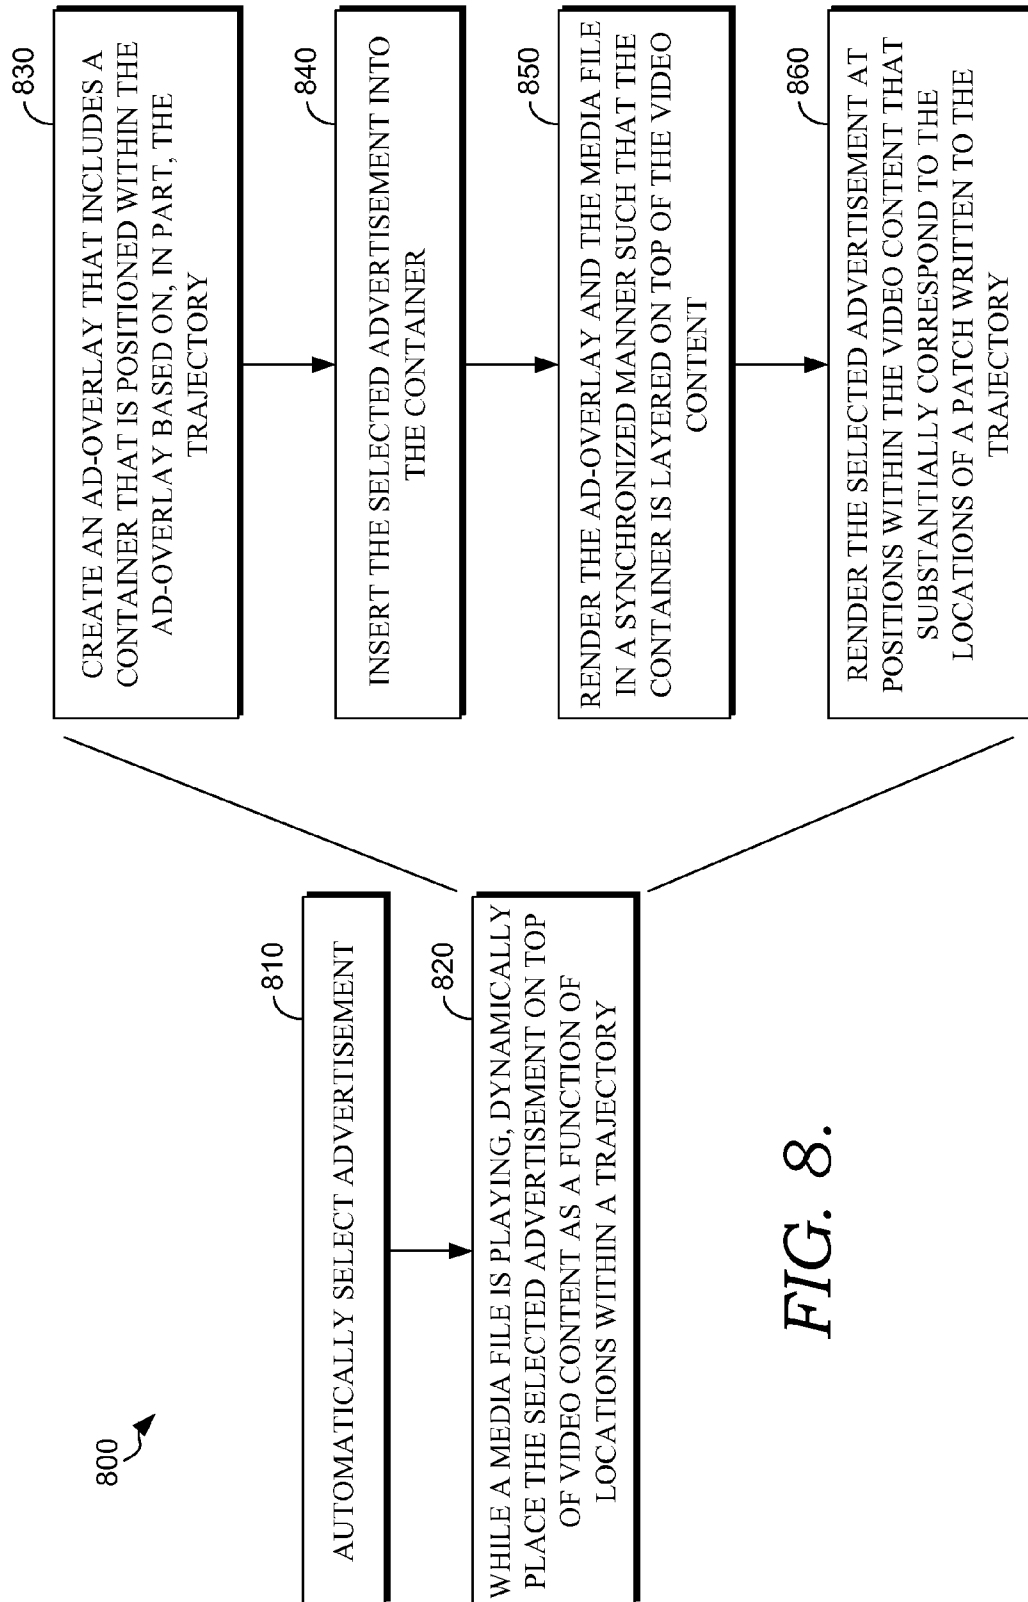 800
810
AUTOMATICALLY SELECT ADVERTISEMENT
820
WHILE A MEDIA FILE IS PLAYING, DYNAMICALLY
PLACE THE SELECTED ADVERTISEMENT ON TOP
OF VIDEO CONTENT AS A FUNCTION OF
LOCATIONS WITHIN A TRAJECTORY
830
CREATE AN AD-OVERLAY THAT INCLUDES A
CONTAINER THAT IS POSITIONED WITHIN THE
AD-OVERLAY BASED ON, IN PART, THE
TRAJECTORY
840
INSERT THE SELECTED ADVERTISEMENT INTO
THE CONTAINER
850
RENDER THE AD-OVERLAY AND THE MEDIA FILE
IN A SYNCHRONIZED MANNER SUCH THAT THE
CONTAINER IS LAYERED ON TOP OF THE VIDEO
CONTENT
860
RENDER THE SELECTED ADVERTISEMENT AT
POSITIONS WITHIN THE VIDEO CONTENT THAT
SUBSTANTIALLY CORRESPOND TO THE
LOCATIONS OF A PATCH WRITTEN TO THE
TRAJECTORY
FIG. 8.